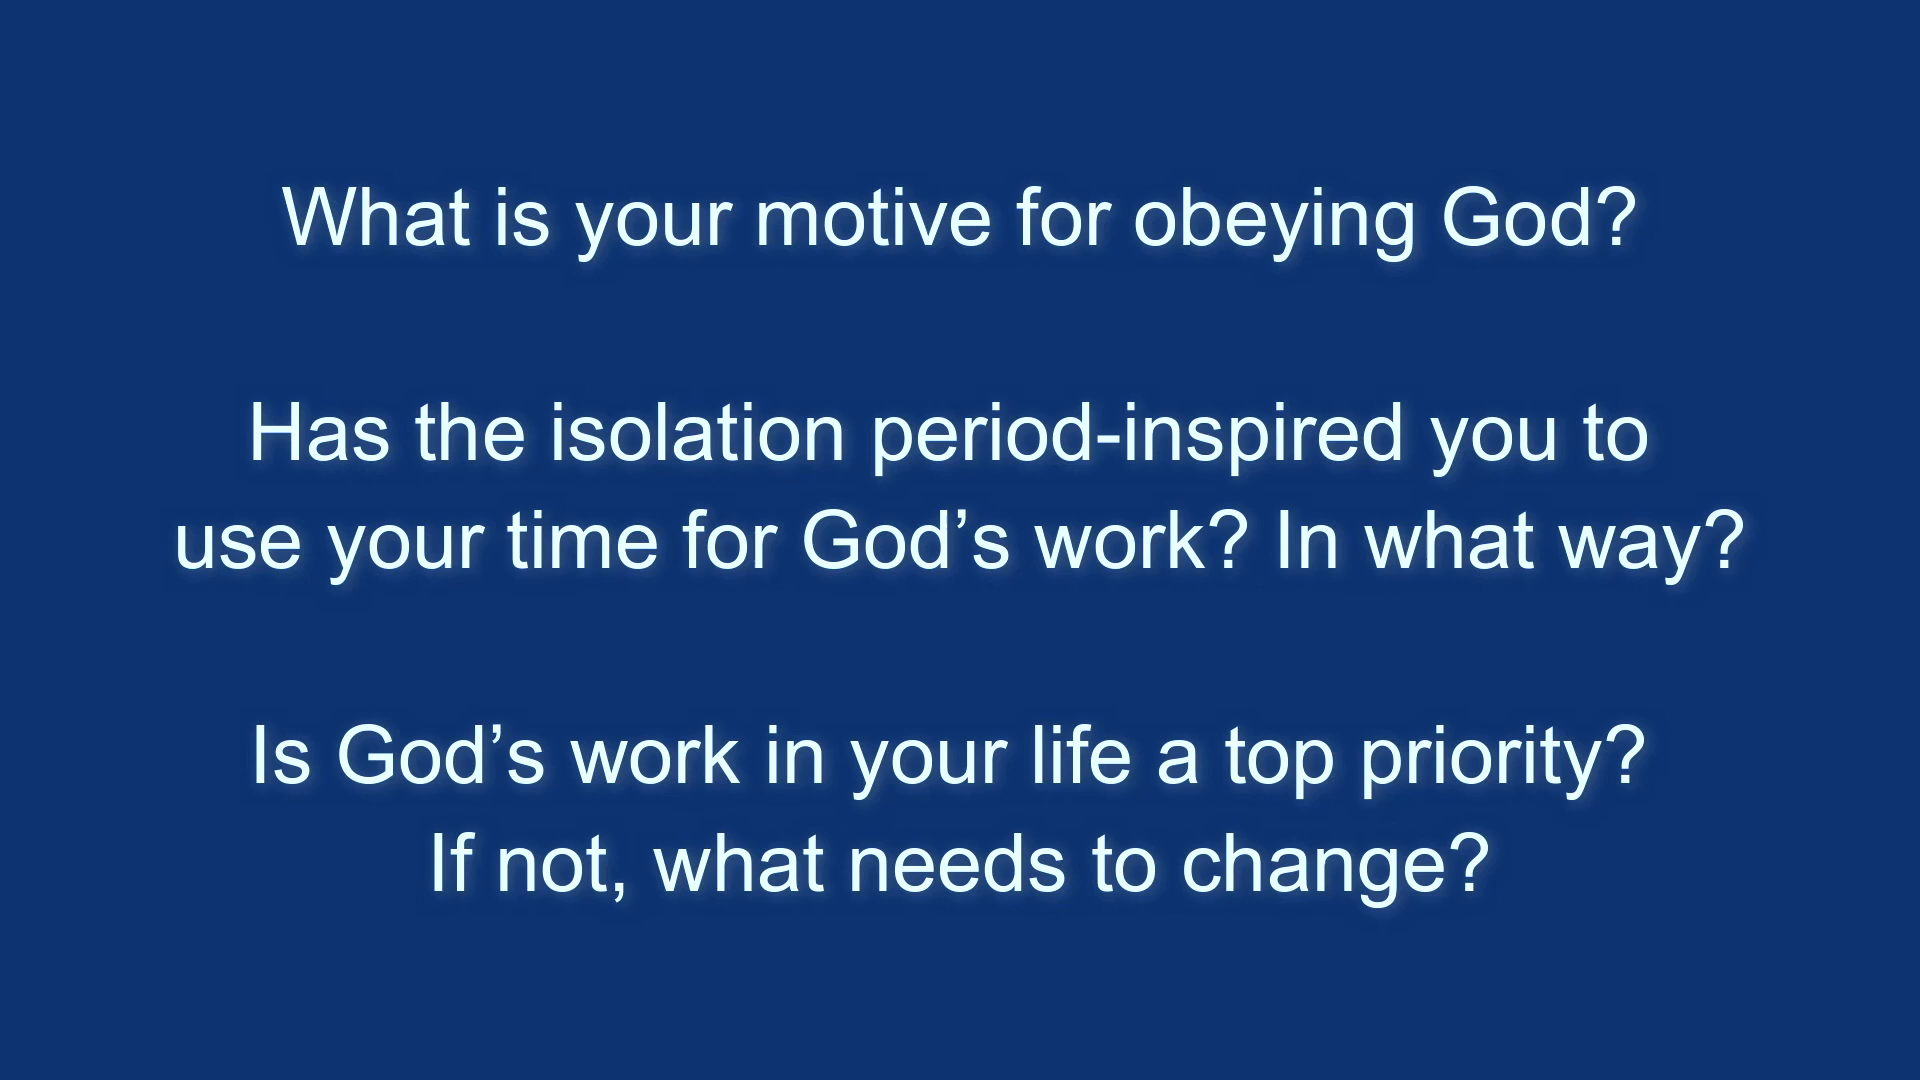 What is your motive for obeying God?
Has the isolation period-inspired you to
use your time for God’s work? In what way?
Is God’s work in your life a top priority?
If not, what needs to change?